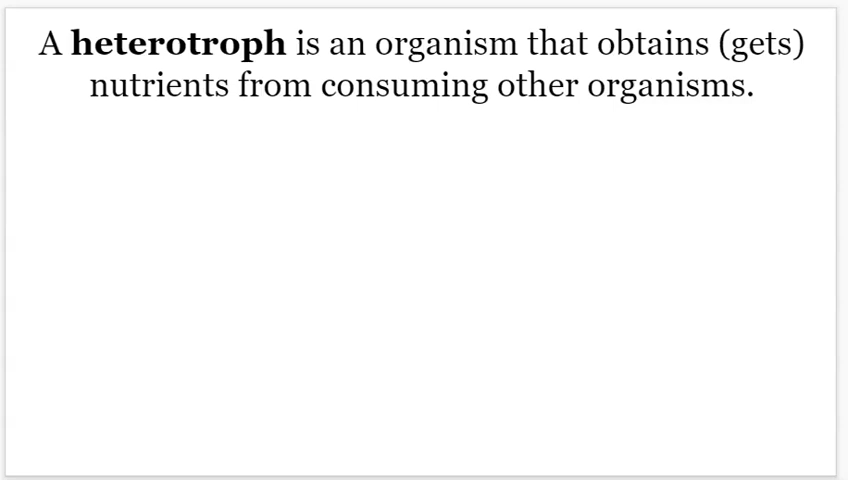 A heterotroph is an organism that obtains (gets)
nutrients from consuming other organisms.